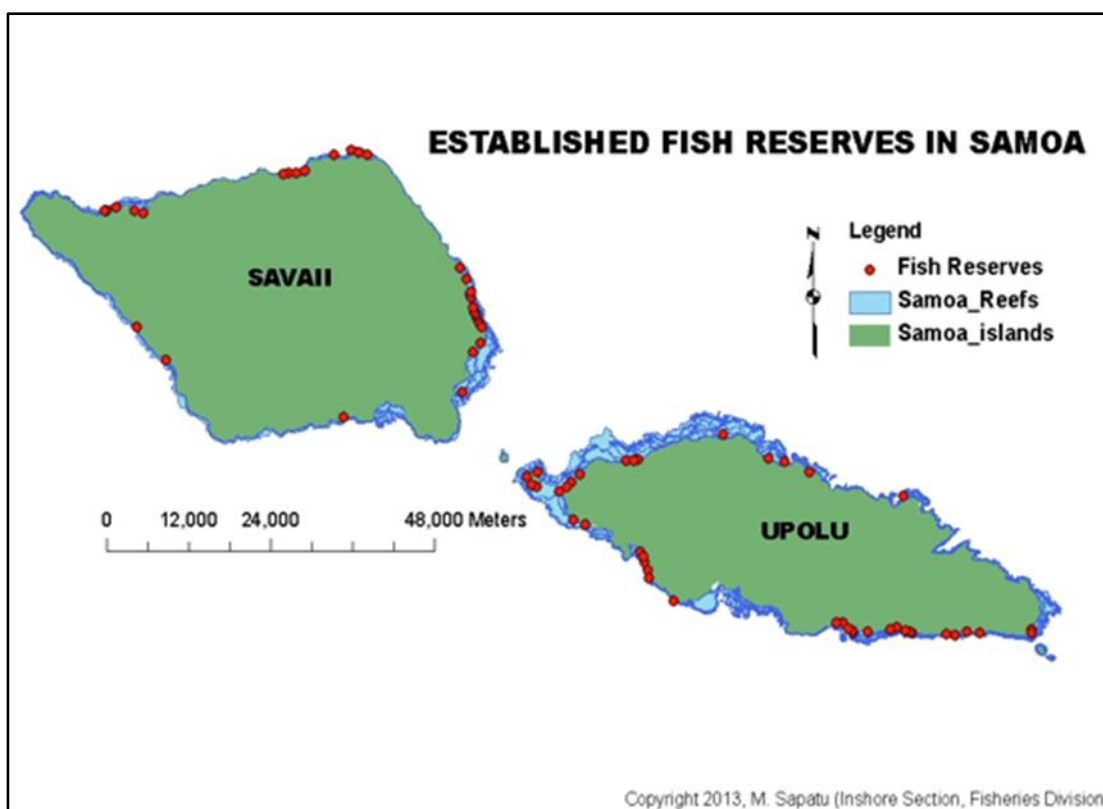 ESTABLISHED FISH RESERVES IN SAMOA
N
Legend
Fish Reserves
Samoa_Reefs
Samoa_islands
SAVAII
UPOLU
0 12,000 24,000 48,000 Meters
Copyright 2013, M. Sapatu (Inshore Section, Fisheries Division